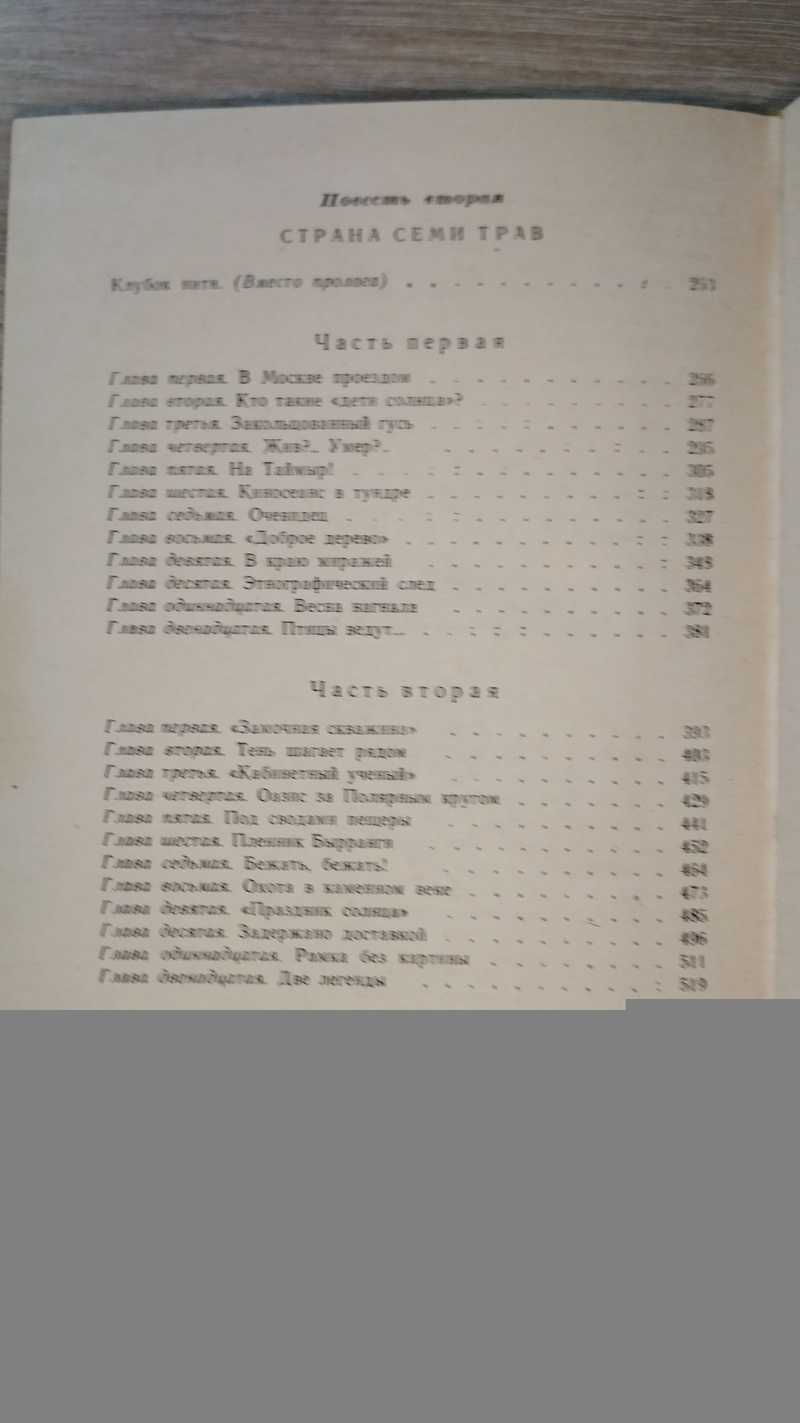 Повесть вторая
СТРАНА СЕМИ ТРАВ
Клубок нити. (Вместо пролога) . . . . . . . . . . . . 253
Часть первая
Глава первая. В Москве проездом . . . . . . . . . . . 266
Глава вторая. Кто такие «дети солнца»? . . . . . . . . . 277
Глава третья. Закольцованный гусь . . . . . . . . . . . 287
Глава четвертая. Жив?.. Умер?.. . . . . . . . . . . 295
Глава пятая. На Таймыр! . . . . . . . . . . . . . . 305
Глава шестая. Киносеанс в тундре . . . . . . . . . . . 318
Глава седьмая. Очевидец . . . . . . . . . . . . . . 327
Глава восьмая. «Доброе дерево» . . . . . . . . . . . . 338
Глава девятая. В краю миражей . . . . . . . . . . . 348
Глава десятая. Этнографический след . . . . . . . . . . 364
Глава одиннадцатая. Весна нагнала . . . . . . . . . . 372
Глава двенадцатая. Птицы ведут... . . . . . . . . . . . 381
Часть вторая
Глава первая. «Замочная скважина» . . . . . . . . . . 393
Глава вторая. Тень шагает рядом . . . . . . . . . . 403
Глава третья. «Кабинетный ученый» . . . . . . . . . . 415
Глава четвертая. Оазис за Полярным кругом . . . . . . . 429
Глава пятая. Под сводами пещеры . . . . . . . . . . 441
Глава шестая. Пленник Бырранги . . . . . . . . . . . 452
Глава седьмая. Бежать, бежать! . . . . . . . . . . 464
Глава восьмая. Охота в каменном веке . . . . . . . . . 473
Глава девятая. «Праздник солнца» . . . . . . . . . . 485
Глава десятая. Задержано доставкой . . . . . . . . . . 496
Глава одиннадцатая. Рамка без картины . . . . . . . . 511
Глава двенадцатая. Две легенды . . . . . . . . . . . 519